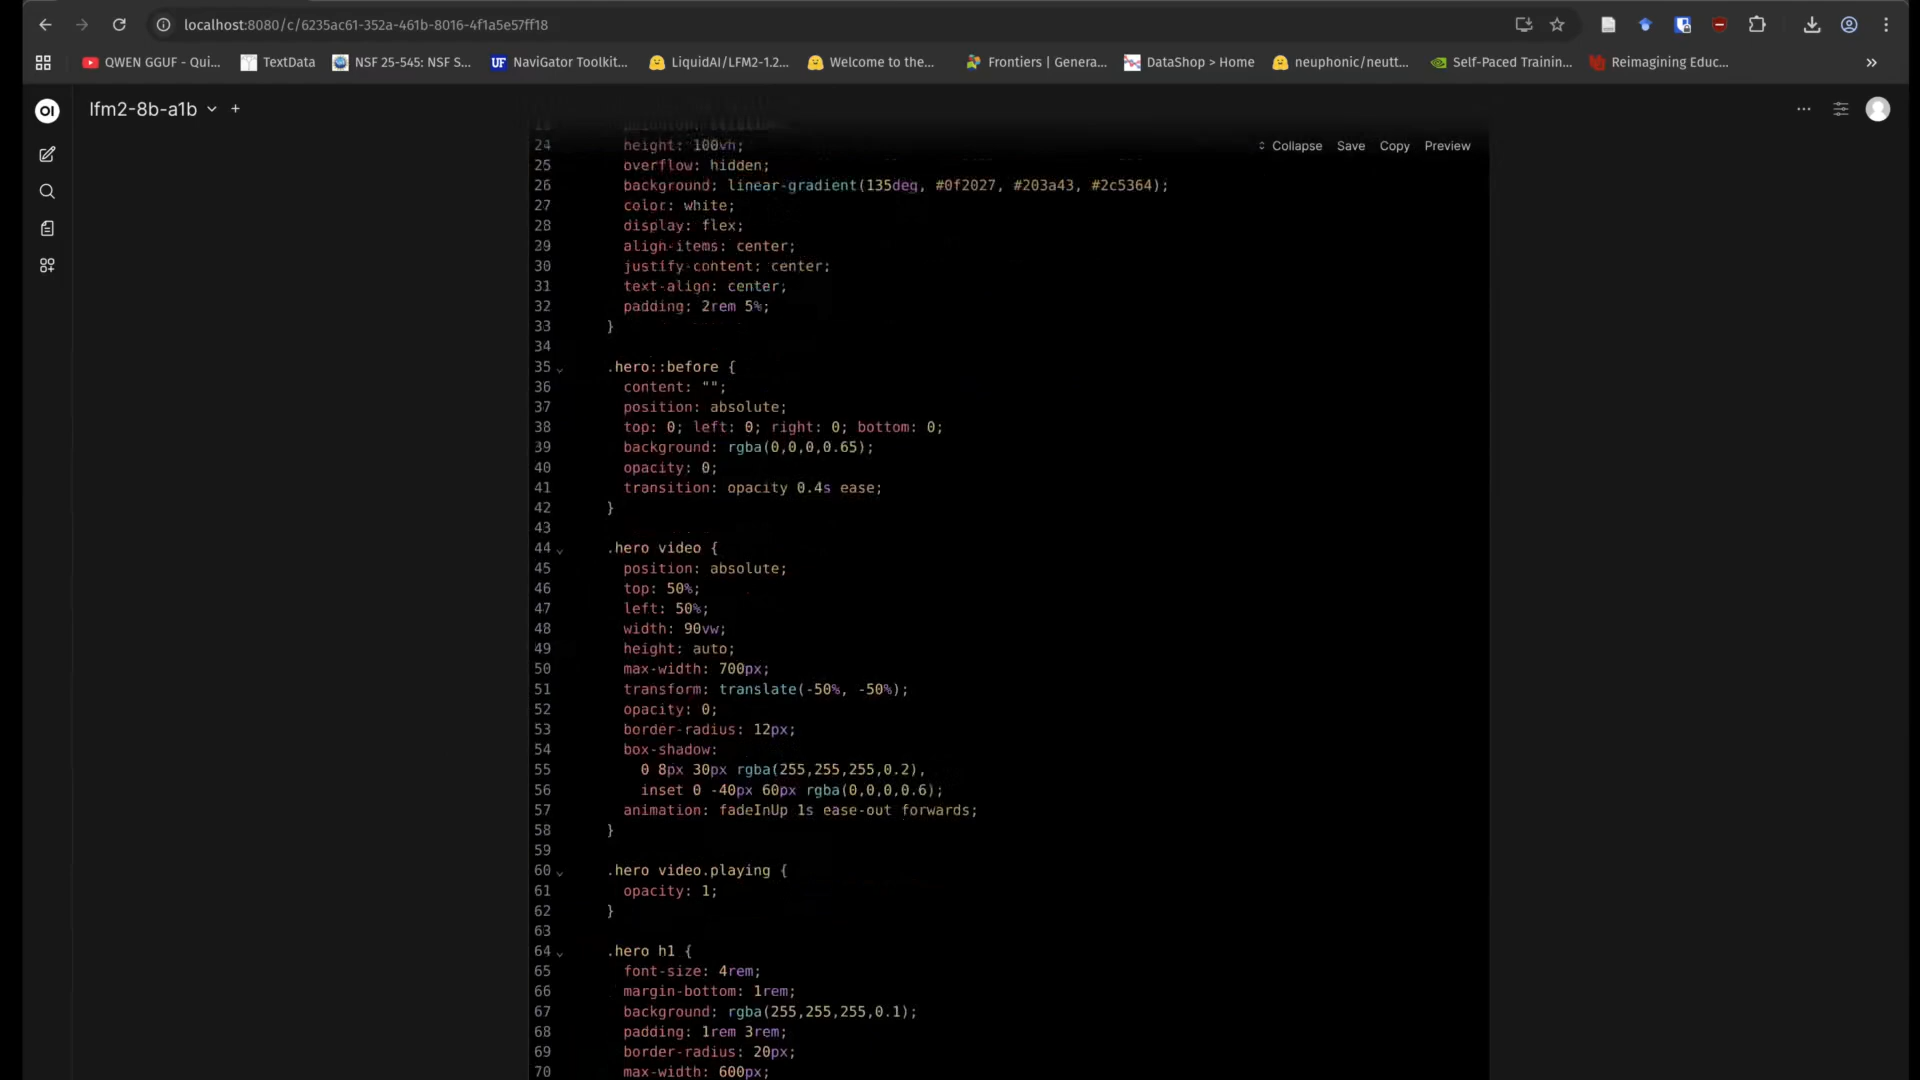 localhost:8080/c/6235ac61-352a-461b-8016-4f1a5e57ff18
QWEN GGUF - Qui... TextData NSF 25-545: NSF S... UF NaviGator Toolkit... LiquidAI/LFM2-1.2... Welcome to the... Frontiers | Genera... DataShop > Home neuphonic/neutt... Self-Paced Trainin... Reimagining Educ... »
OI lfm2-8b-a1b +
Collapse Save Copy Preview
24 height: 100vh;
25 overflow: hidden;
26 background: linear-gradient(135deg, #0f2027, #203a43, #2c5364);
27 color: white;
28 display: flex;
29 align-items: center;
30 justify-content: center;
31 text-align: center;
32 padding: 2rem 5%;
33 }
34
35 .hero::before {
36 content: "";
37 position: absolute;
38 top: 0; left: 0; right: 0; bottom: 0;
39 background: rgba(0,0,0,0.65);
40 opacity: 0;
41 transition: opacity 0.4s ease;
42 }
43
44 .hero video {
45 position: absolute;
46 top: 50%;
47 left: 50%;
48 width: 90vw;
49 height: auto;
50 max-width: 700px;
51 transform: translate(-50%, -50%);
52 opacity: 0;
53 border-radius: 12px;
54 box-shadow:
55 0 8px 30px rgba(255,255,255,0.2),
56 inset 0 -40px 60px rgba(0,0,0,0.6);
57 animation: fadeInUp 1s ease-out forwards;
58 }
59
60 .hero video.playing {
61 opacity: 1;
62 }
63
64 .hero h1 {
65 font-size: 4rem;
66 margin-bottom: 1rem;
67 background: rgba(255,255,255,0.1);
68 padding: 1rem 3rem;
69 border-radius: 20px;
70 max-width: 600px;